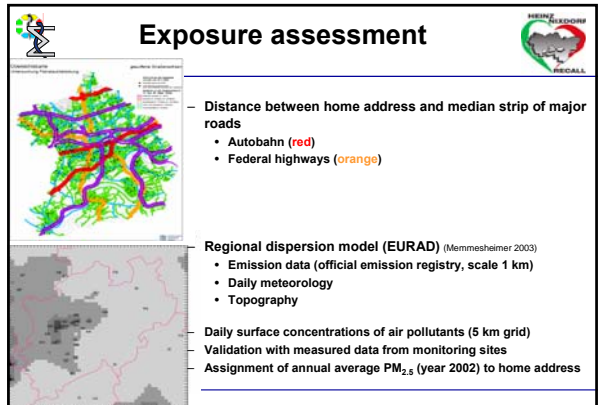 Exposure assessment
HEINZ NIXDORF
RECALL
– Distance between home address and median strip of major
roads
• Autobahn (red)
• Federal highways (orange)
– Regional dispersion model (EURAD) (Memmesheimer 2003)
• Emission data (official emission registry, scale 1 km)
• Daily meteorology
• Topography
– Daily surface concentrations of air pollutants (5 km grid)
– Validation with measured data from monitoring sites
– Assignment of annual average PM2.5 (year 2002) to home address